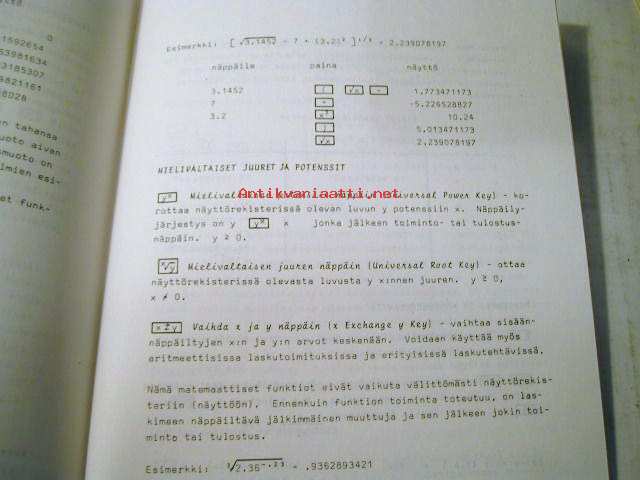 Esimerkki: [ √3.1452 - 7 + (3.2)² ]¹/² = 2.239078197
näppäile paina näyttö
3.1452 [ √x - 1.773471173
7 + -5.226528827
3.2 x² 10.24
] 5.013471173
√x 2.239078197
MIELIVALTAISET JUURET JA POTENSSIT
Antikvariaatti.net
yˣ Universal Power Key) - ko-
rottaa näyttörekisterissä olevan luvun y potenssiin x. Näppäily-
järjestys on y yˣ x jonka jälkeen toiminto- tai tulostus-
näppäin. y ≥ 0.
ˣ√y Mielivaltaisen juuren näppäin (Universal Root Key) - ottaa
näyttörekisterissä olevasta luvusta y x:nnen juuren. y ≥ 0,
x ≠ 0.
x⇄y Vaihda x ja y näppäin (x Exchange y Key) - vaihtaa sisään-
näppäiltyjen x:n ja y:n arvot keskenään. Voidaan käyttää myös
aritmeettisissa laskutoimituksissa ja erityisissä laskutehtävissä.
Nämä matemaattiset funktiot eivät vaikuta välittömästi näyttörekis-
teriin (näyttöön). Ennenkuin funktion toiminta toteutuu, on las-
kimeen näppäiltävä jälkimmäinen muuttuja ja sen jälkeen jokin toi-
minto tai tulostus.
Esimerkki: ³√2.36⁻·²³ = .9362893421